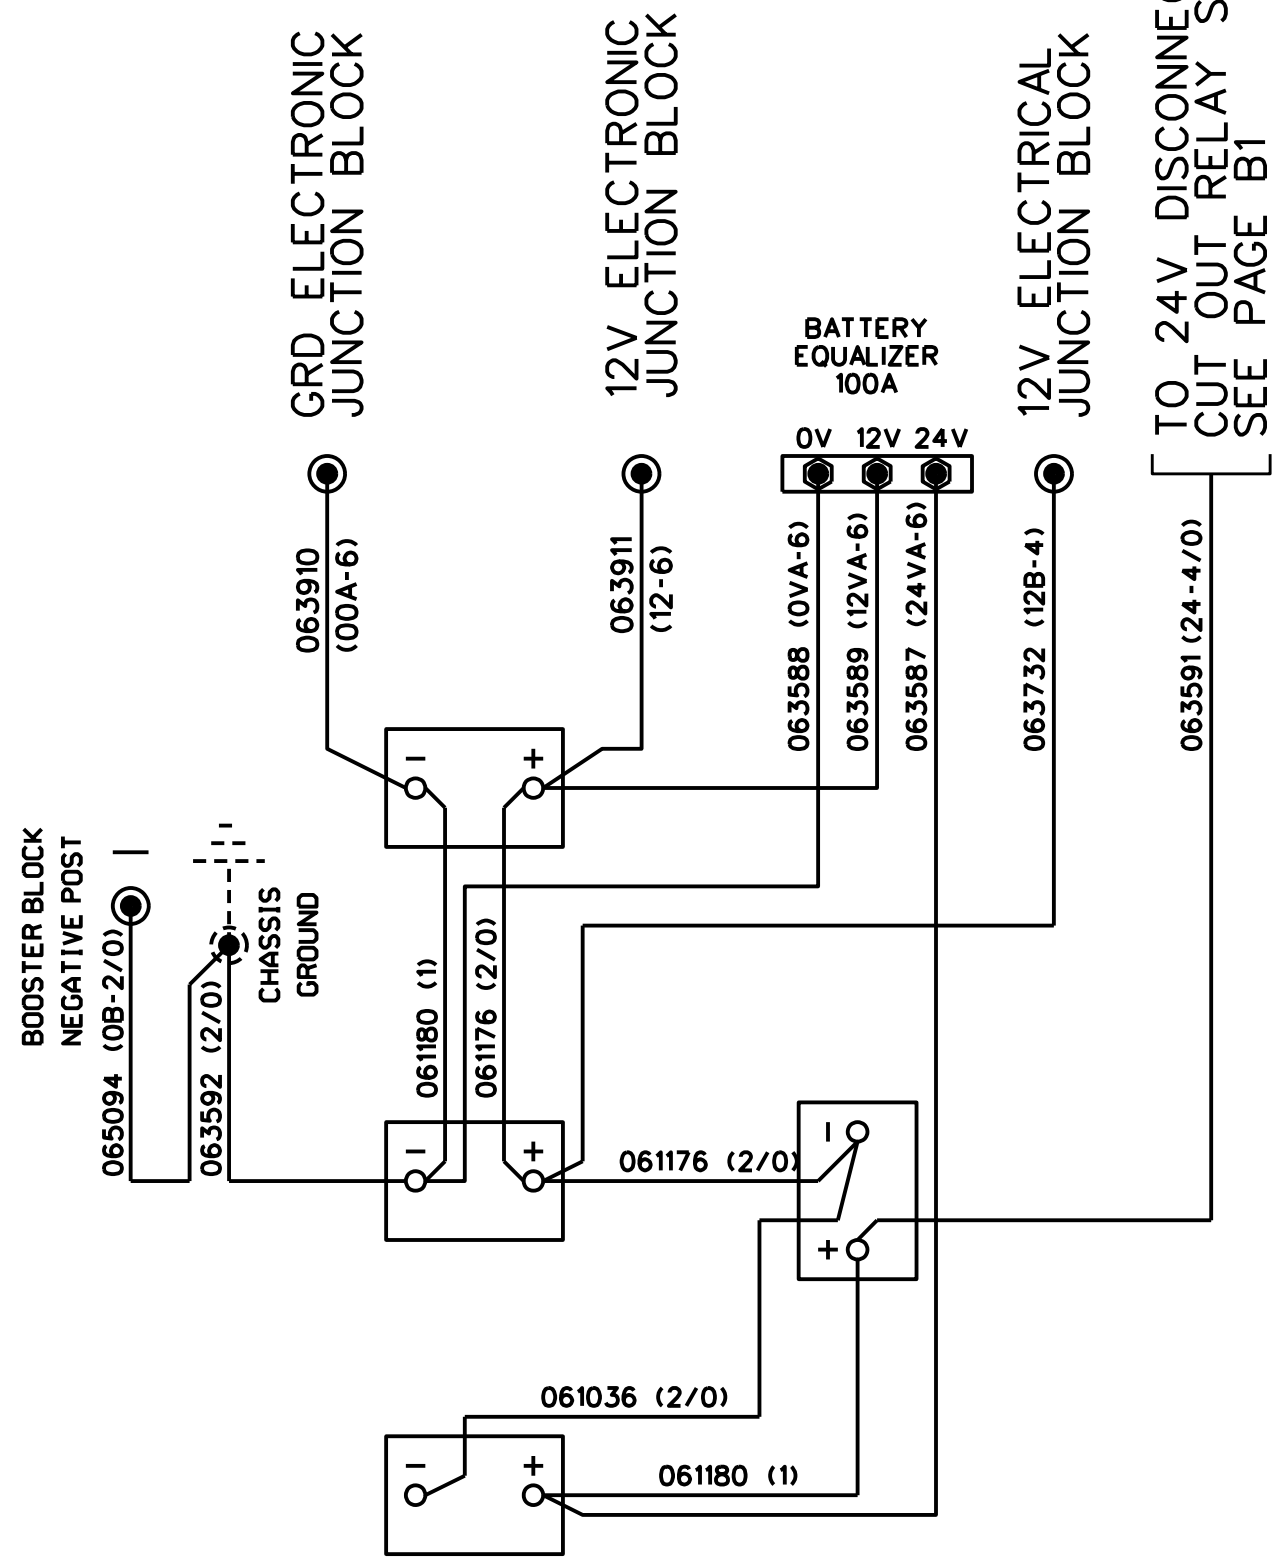 GRD ELECTRONIC
JUNCTION BLOCK
12V ELECTRONIC
JUNCTION BLOCK
BATTERY
EQUALIZER
100A
0V 12V 24V
12V ELECTRICAL
JUNCTION BLOCK
TO 24V
CUT OUT RELAY
SEE PAGE B1
063910
(00A-6)
063911
(12-6)
063588 (0VA-6)
063589 (12VA-6)
063587 (24VA-6)
063732 (12B-4)
063591 (24-4/0)
- +
BOOSTER BLOCK
NEGATIVE POST
065094 (0B-2/0)
063592 (2/0)
CHASSIS
GROUND
061180 (1)
061176 (2/0)
- +
061176 (2/0)
-
+
061036 (2/0)
- +
061180 (1)